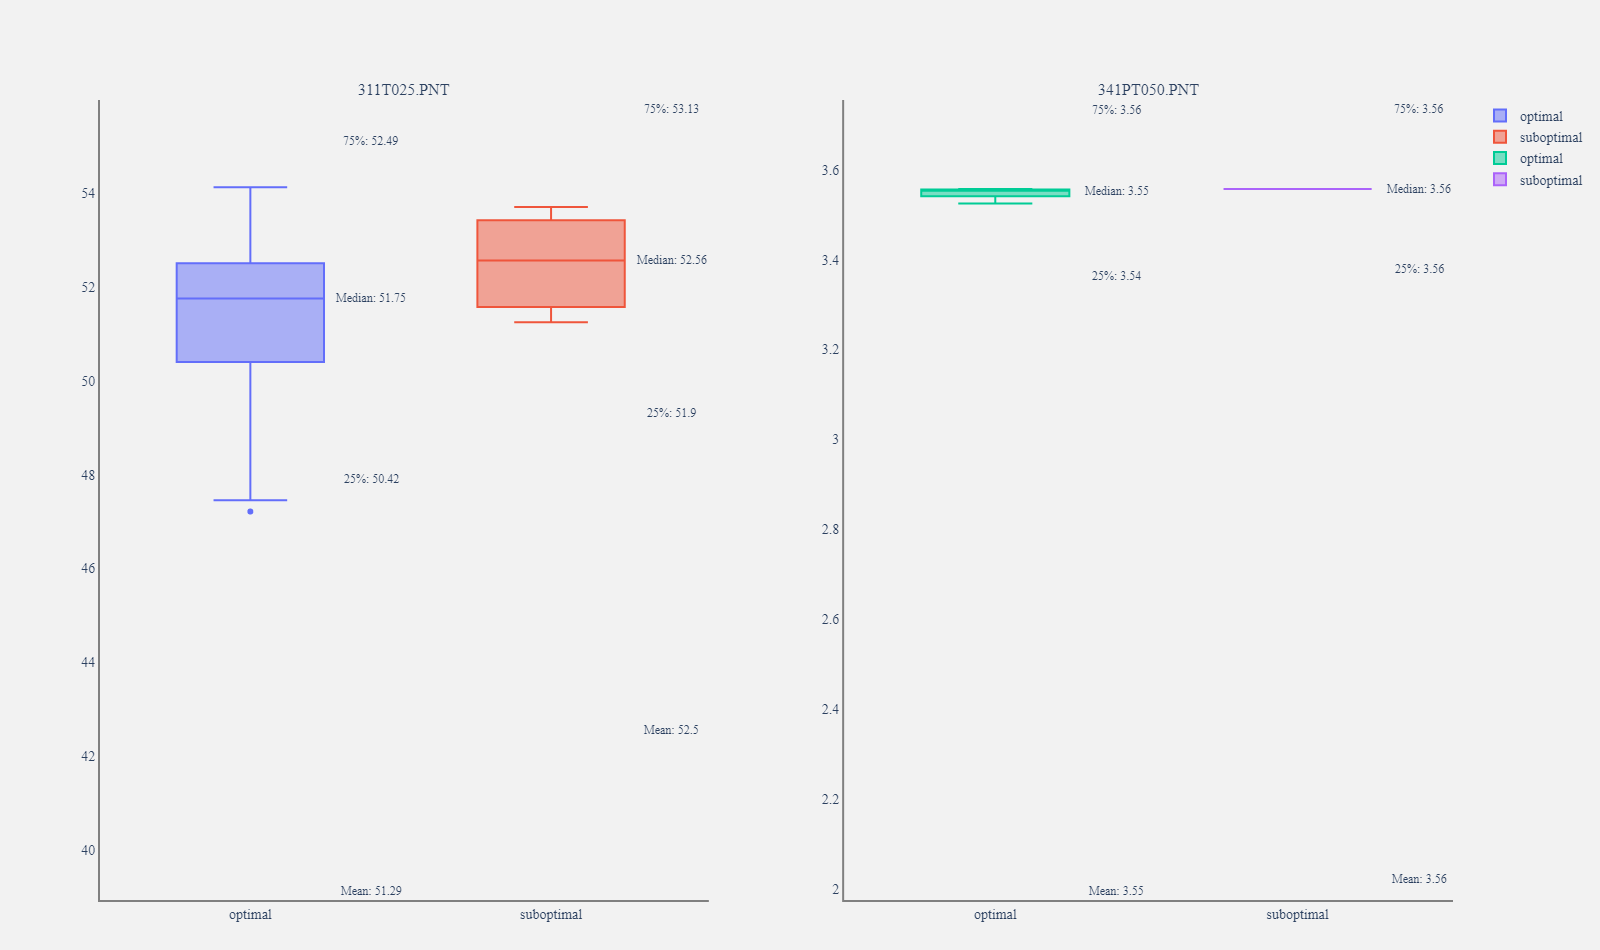 311T025.PNT
75%: 53.13
75%: 52.49
54
Median: 52.56
52
Median: 51.75
50
25%: 51.9
48
25%: 50.42
46
44
Mean: 52.5
42
40
Mean: 51.29
optimal
suboptimal
341PT050.PNT
75%: 3.56
75%: 3.56
3.6
Median: 3.55
Median: 3.56
3.4
25%: 3.54
25%: 3.56
3.2
3
2.8
2.6
2.4
2.2
2
Mean: 3.55
Mean: 3.56
optimal
suboptimal
optimal
suboptimal
optimal
suboptimal